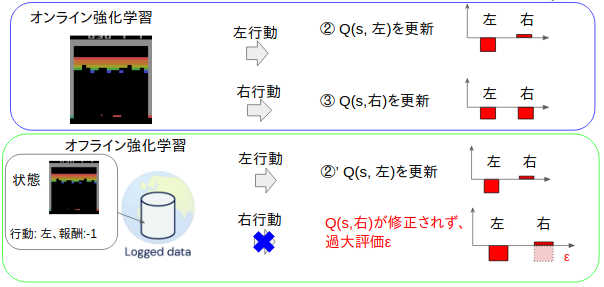 オンライン強化学習
左行動
② Q(s, 左)を更新
左 右
右行動
③ Q(s,右)を更新
左 右
オフライン強化学習
状態
行動: 左、報酬:-1
Logged data
左行動
②’ Q(s, 左)を更新
左 右
右行動
Q(s,右)が修正されず、
過大評価ε
左 右
ε